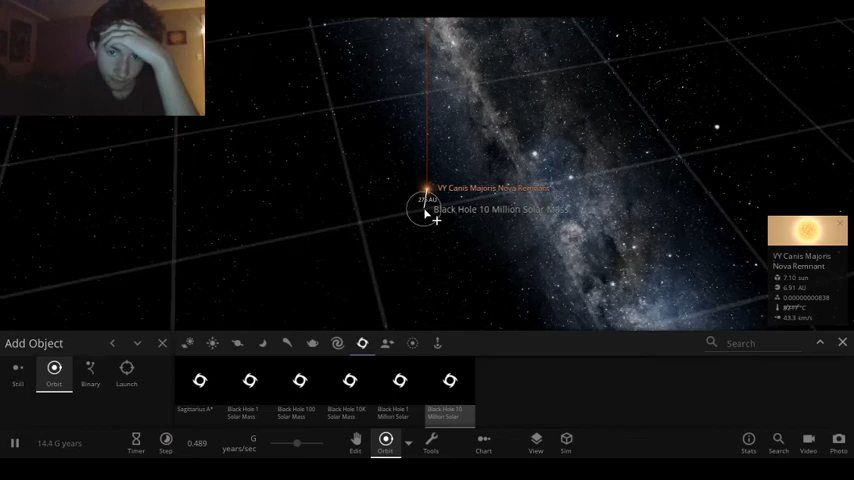 VY Canis Majoris Nova Remnant
Black Hole 10 Million Solar Mass
VY Canis Majoris
Nova Remnant
7.10 sun
6.91 AU
0.00000000838
43.3 km/s
Add Object
Search
Still
Orbit
Binary
Launch
Sagittarius A*
Black Hole 1
Solar Mass
Black Hole 100
Solar Mass
Black Hole 10K
Solar Mass
Black Hole 1
Million Solar
Black Hole 10
Million Solar
14.4 G years
Timer
Step
0.489
G
years/sec
Edit
Orbit
Tools
Chart
View
Sim
Stats
Search
Video
Photo